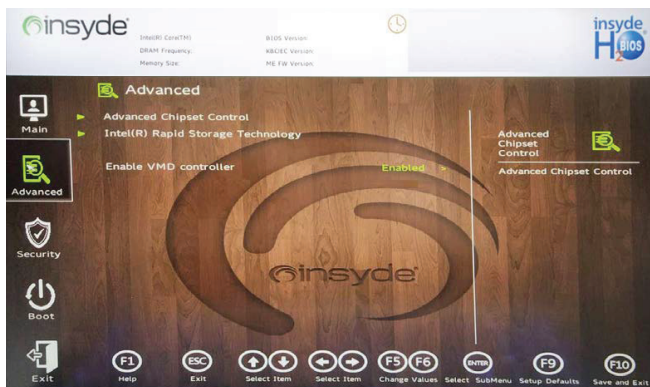 insyde
Intel(R) Core(TM)
DRAM Frequency:
Memory Size:
BIOS Version
KBC/EC Version
ME FW Version
insyde
H2O BIOS
Advanced
Advanced Chipset Control
Intel(R) Rapid Storage Technology
Enable VMD controller Enabled >
Main
Advanced
Security
Boot
Exit
Advanced
Chipset
Control
Advanced Chipset Control
insyde
F1 Help
ESC Exit
Select Item
Select Item
F5 F6 Change Values
ENTER Select SubMenu
F9 Setup Defaults
F10 Save and Exit